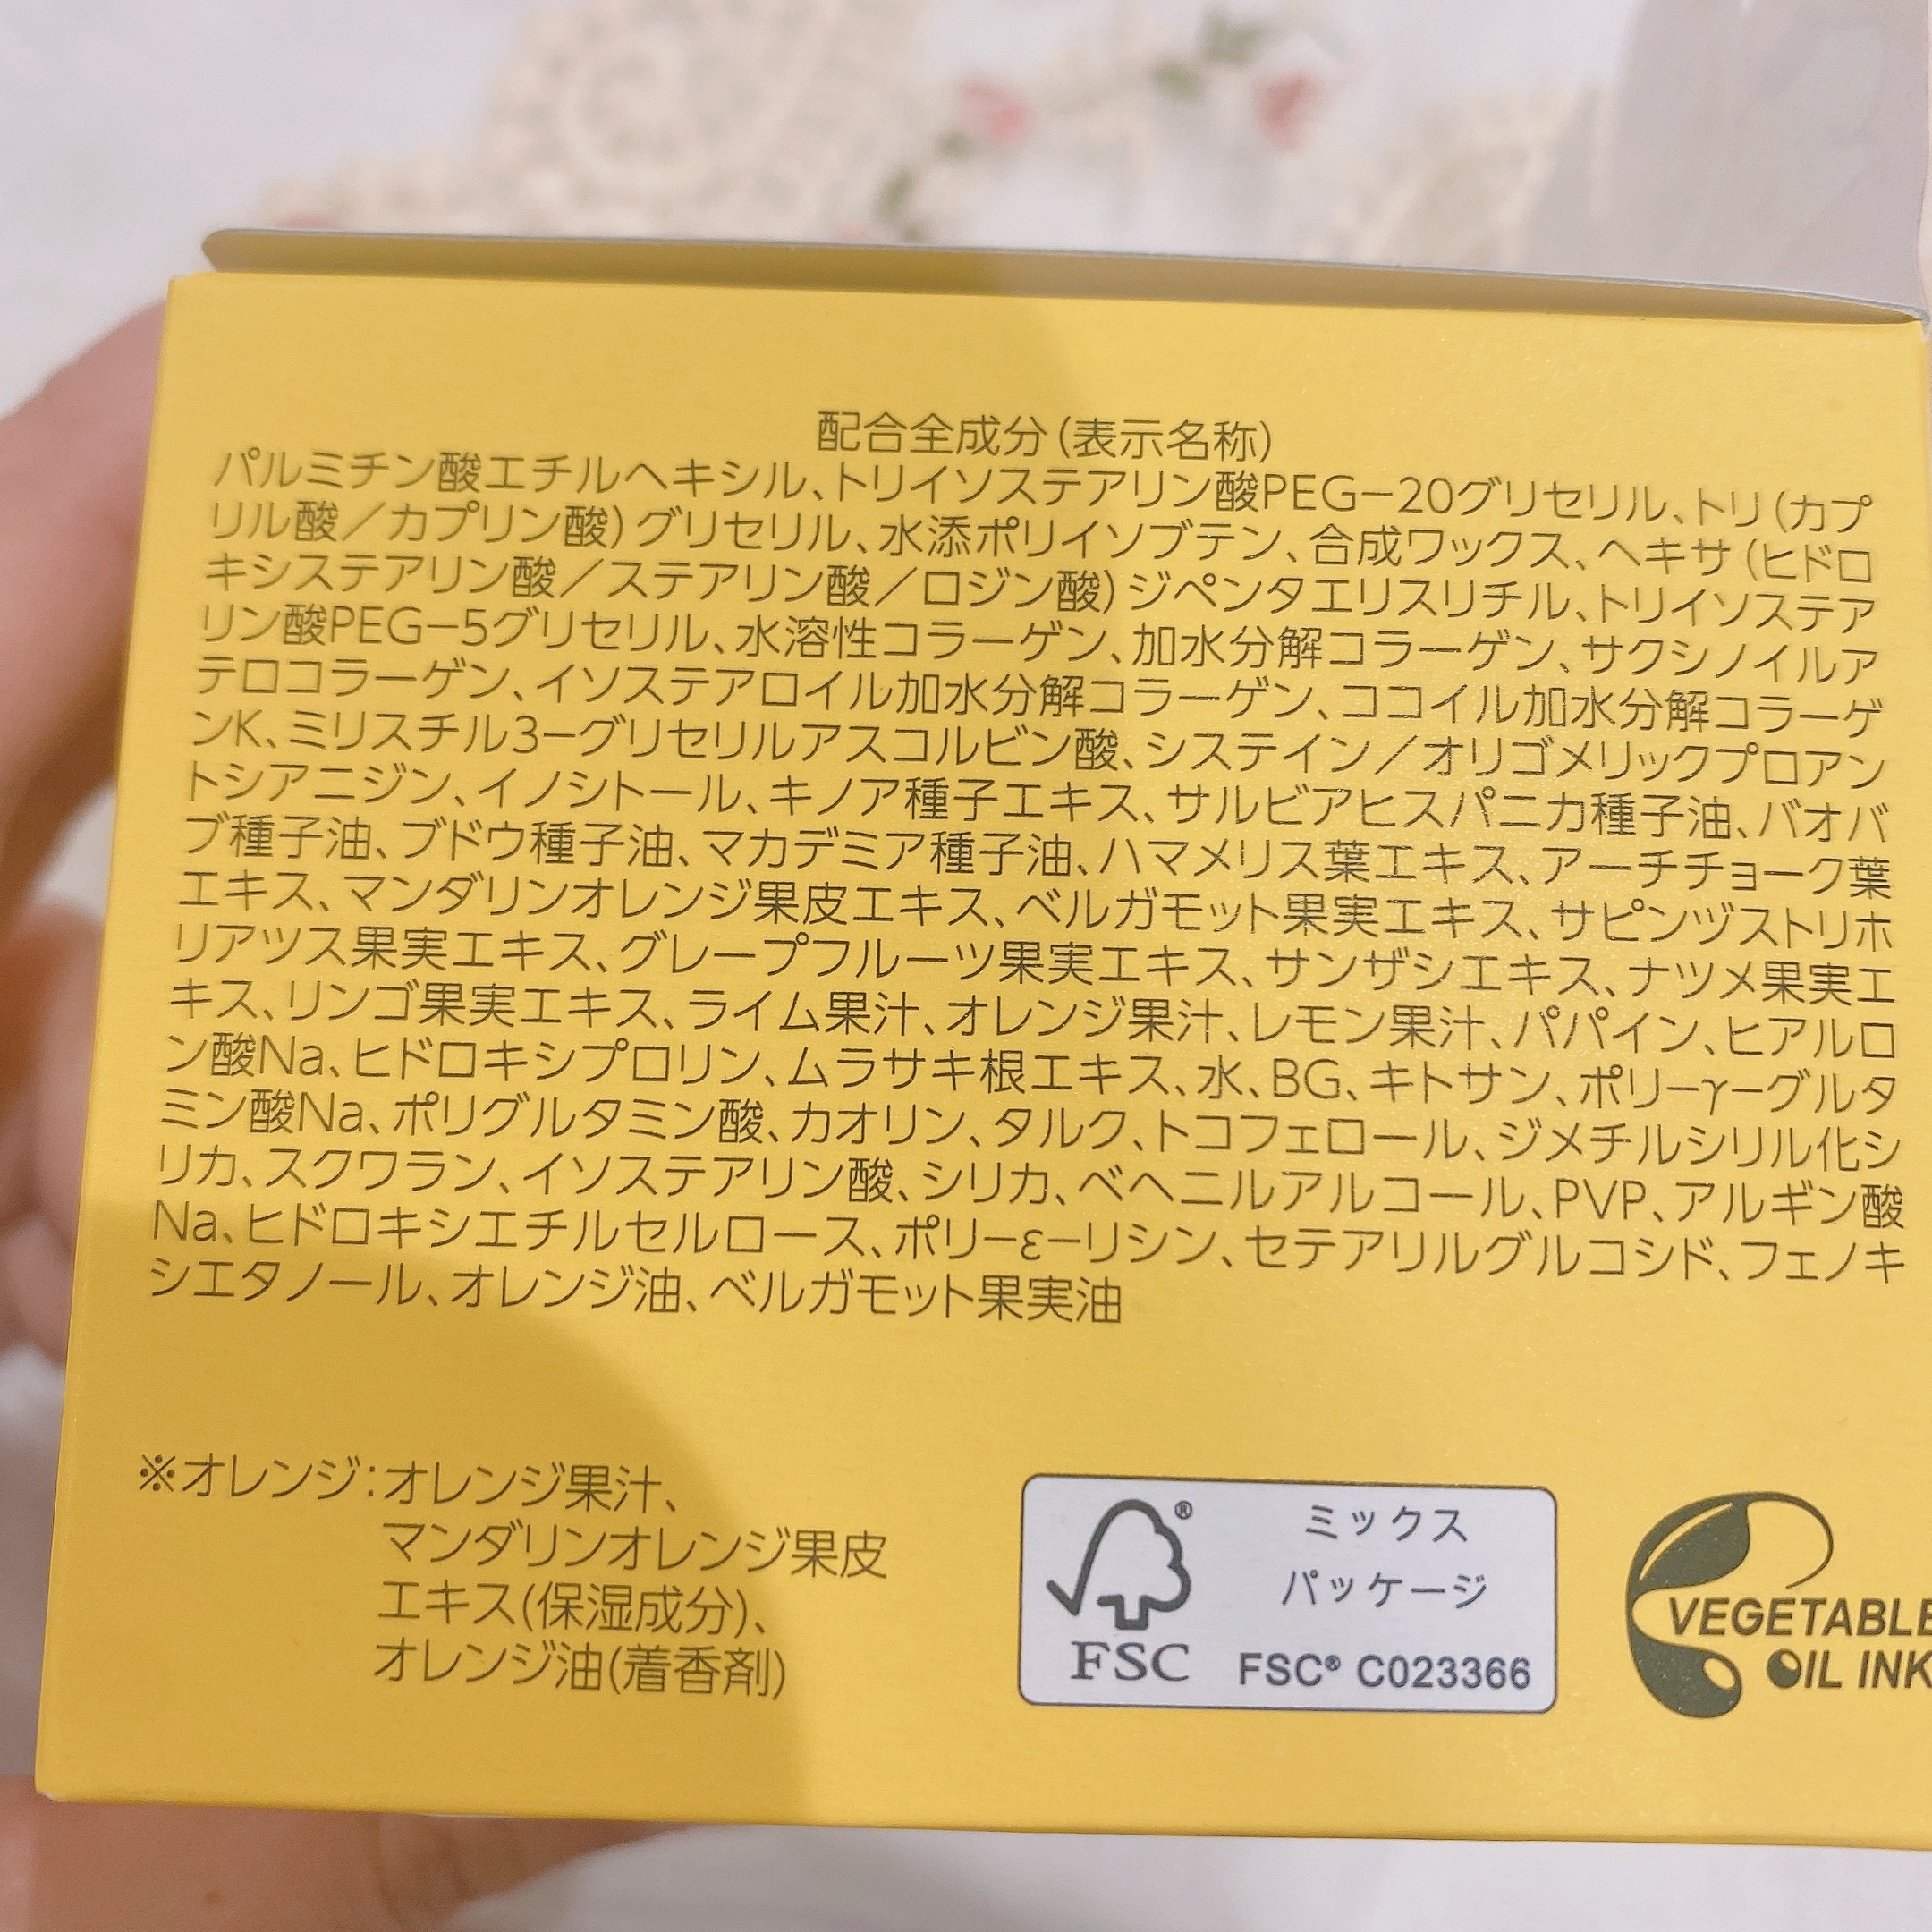 配合全成分(表示名称)
パルミチン酸エチルヘキシル、トリイソステアリン酸PEG−20グリセリル、トリ(カプ
リル酸／カプリン酸)グリセリル、水添ポリイソブテン、合成ワックス、ヘキサ(ヒドロ
キシステアリン酸／ステアリン酸／ロジン酸)ジペンタエリスリチル、トリイソステア
リン酸PEG−5グリセリル、水溶性コラーゲン、加水分解コラーゲン、サクシノイルア
テロコラーゲン、イソステアロイル加水分解コラーゲン、ココイル加水分解コラーゲ
ンK、ミリスチル3−グリセリルアスコルビン酸、システイン／オリゴメリックプロアン
トシアニジン、イノシトール、キノア種子エキス、サルビアヒスパニカ種子油、バオバ
ブ種子油、ブドウ種子油、マカデミア種子油、ハマメリス葉エキス、アーチチョーク葉
エキス、マンダリンオレンジ果皮エキス、ベルガモット果実エキス、サピンヅストリホ
リアツス果実エキス、グレープフルーツ果実エキス、サンザシエキス、ナツメ果実エ
キス、リンゴ果実エキス、ライム果汁、オレンジ果汁、レモン果汁、パパイン、ヒアルロ
ン酸Na、ヒドロキシプロリン、ムラサキ根エキス、水、BG、キトサン、ポリ−γ−グルタ
ミン酸Na、ポリグルタミン酸、カオリン、タルク、トコフェロール、ジメチルシリル化シ
リカ、スクワラン、イソステアリン酸、シリカ、ベヘニルアルコール、PVP、アルギン酸
Na、ヒドロキシエチルセルロース、ポリ−ε−リシン、セテアリルグルコシド、フェノキ
シエタノール、オレンジ油、ベルガモット果実油
※オレンジ:オレンジ果汁、
マンダリンオレンジ果皮
エキス(保湿成分)、
オレンジ油(着香剤)
®
FSC
ミックス
パッケージ
FSC® C023366
VEGETABLE
OIL INK